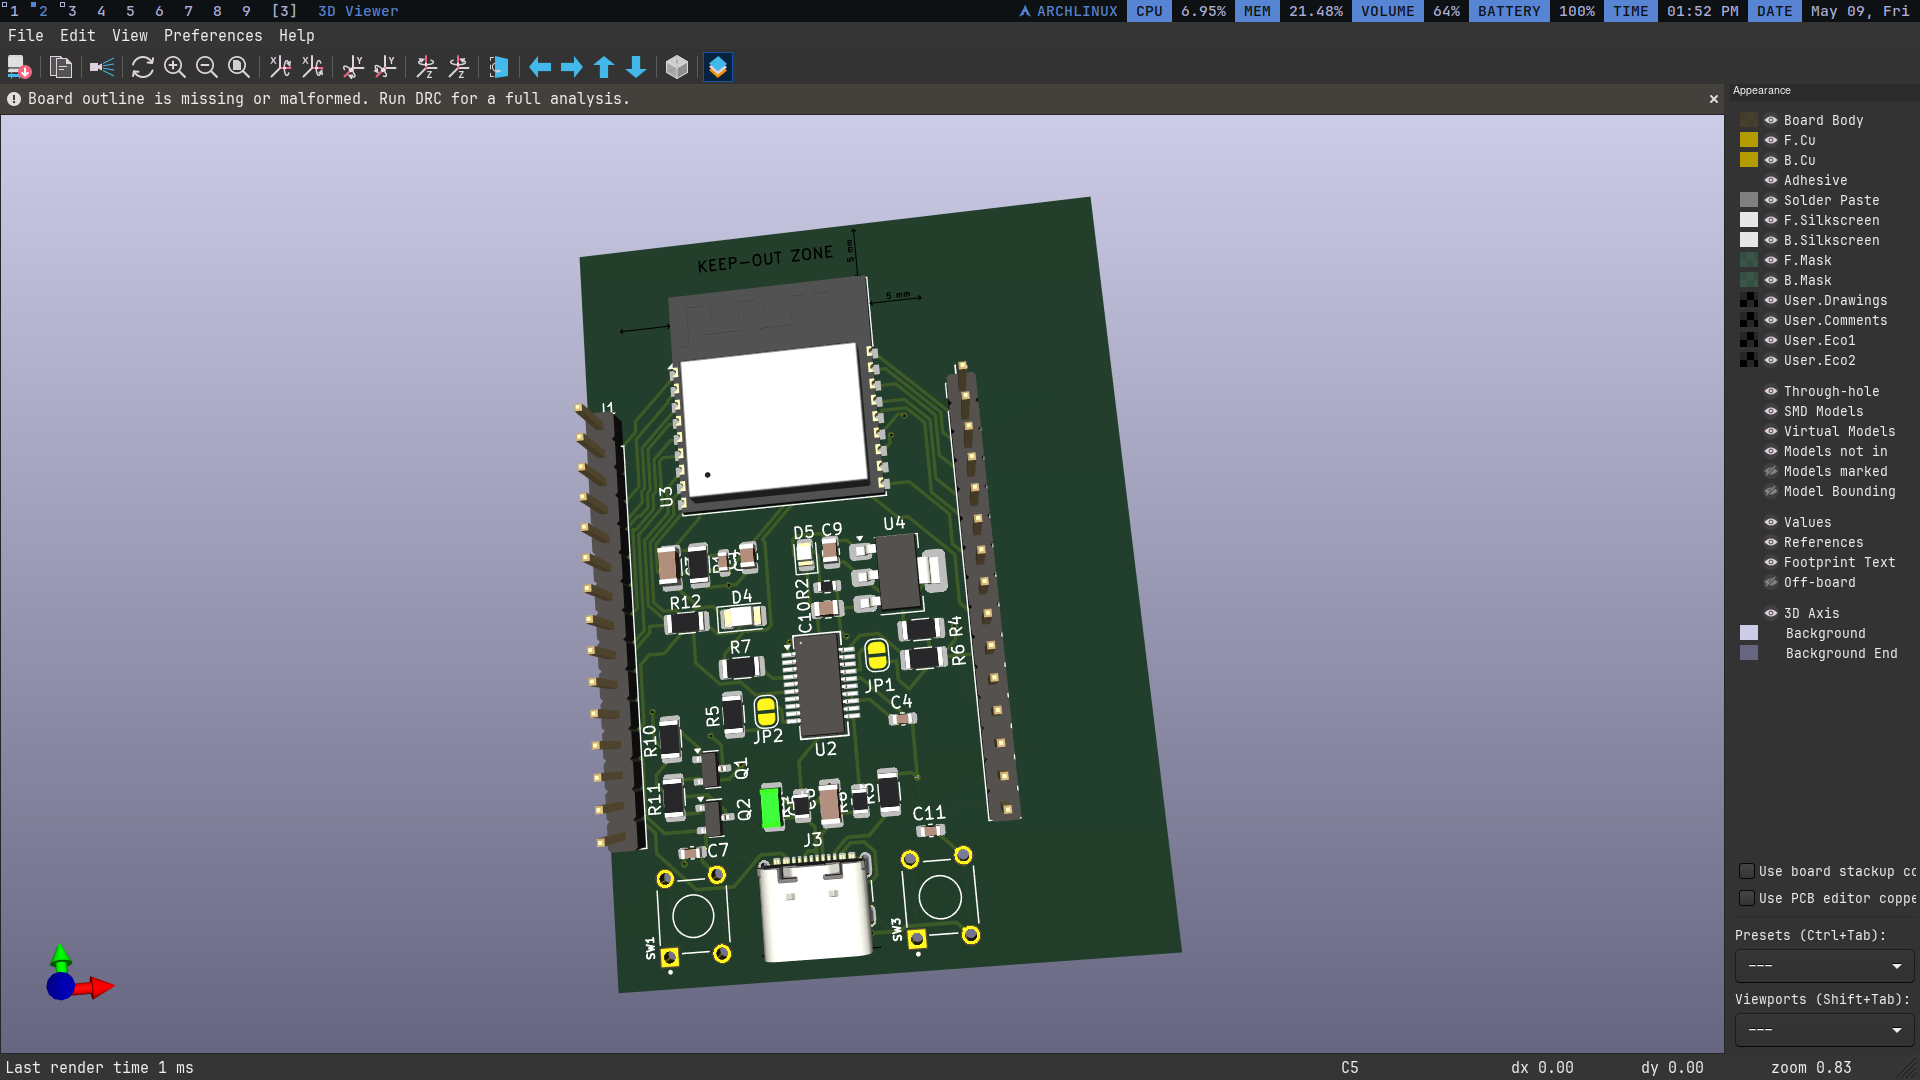 1 2 3 4 5 6 7 8 9 [3] 3D Viewer ARCHLINUX CPU 6.95% MEM 21.48% VOLUME 64% BATTERY 100% TIME 01:52 PM DATE May 09, Fri
File Edit View Preferences Help
Board outline is missing or malformed. Run DRC for a full analysis.
KEEP-OUT ZONE
5 mm
5 mm
J1
U3
D5 C9 U4
R12 D4
C10 R2
R7
R4
R6
JP1
R5
C4
JP2
U2
R10
Q1
R11
Q2
C11
J3
C7
SW1
SW3
Appearance
Board Body
F.Cu
B.Cu
Adhesive
Solder Paste
F.Silkscreen
B.Silkscreen
F.Mask
B.Mask
User.Drawings
User.Comments
User.Eco1
User.Eco2
Through-hole
SMD Models
Virtual Models
Models not in
Models marked
Model Bounding
Values
References
Footprint Text
Off-board
3D Axis
Background
Background End
Use board stackup co
Use PCB editor coppe
Presets (Ctrl+Tab):
---
Viewports (Shift+Tab):
---
Last render time 1 ms C5 dx 0.00 dy 0.00 zoom 0.83